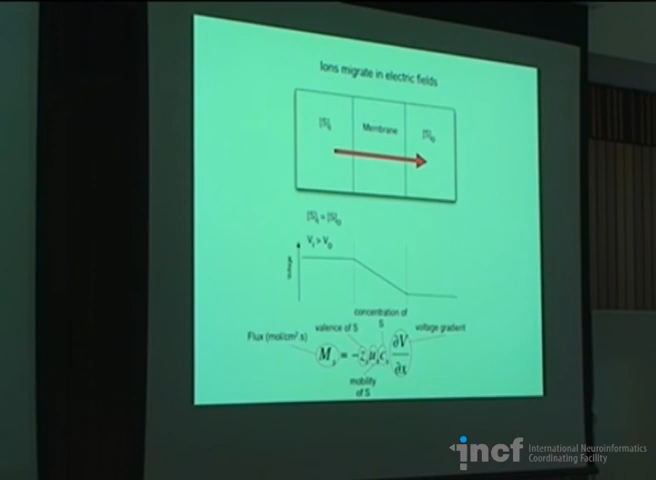 Ions migrate in electric fields
[S]i Membrane [S]o
[S]i = [S]o
Vi > Vo
Voltage
concentration of
S
valence of S
voltage gradient
Flux (mol/cm² s)
Mₛ = -zₛuₛcₛ ∂V/∂x
mobility
of S
incf International Neuroinformatics
Coordinating Facility